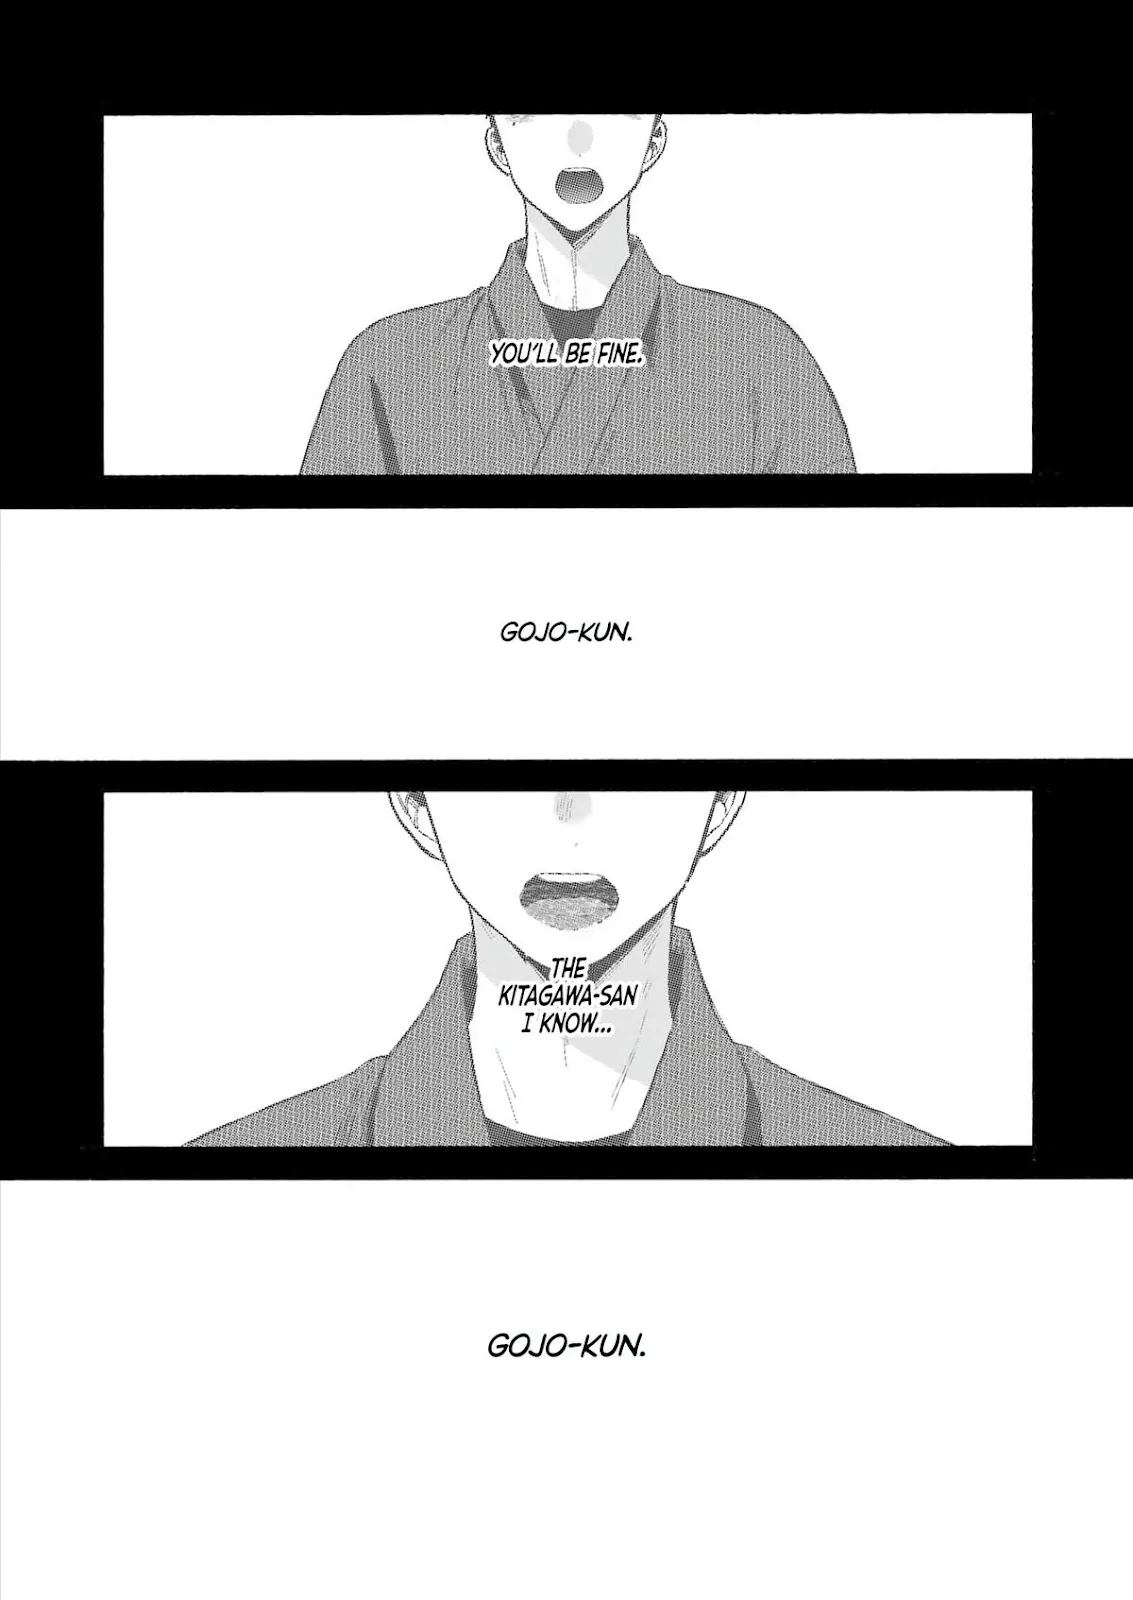 YOU'LL BE FINE.
GOJO-KUN.
THE
KITAGAWA-SAN
I KNOW...
GOJO-KUN.